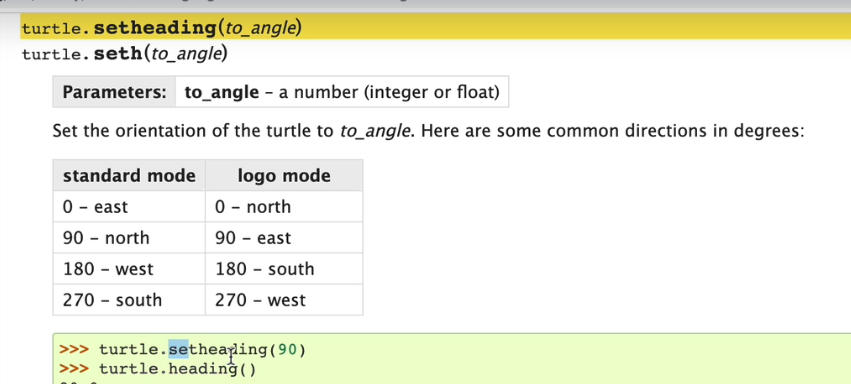 turtle.setheading(to_angle)
turtle.seth(to_angle)
Parameters: to_angle – a number (integer or float)
Set the orientation of the turtle to to_angle. Here are some common directions in degrees:
standard mode logo mode
0 – east 0 – north
90 – north 90 – east
180 – west 180 – south
270 – south 270 – west
>>> turtle.setheading(90)
>>> turtle.heading()